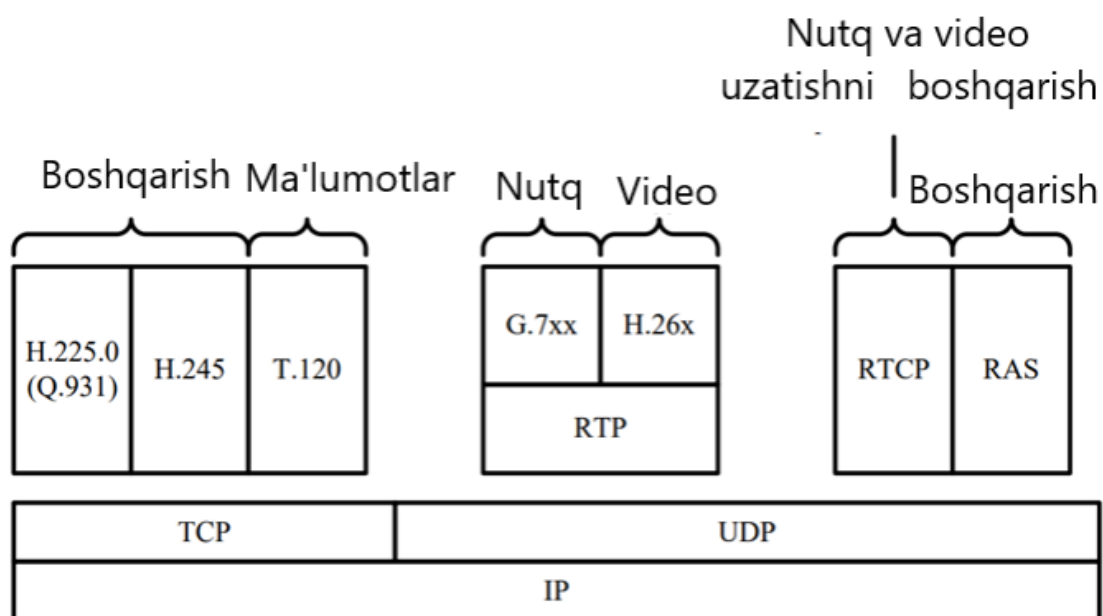 Nutq va video
uzatishni boshqarish
Boshqarish Ma'lumotlar Nutq Video Boshqarish
H.225.0
(Q.931)
H.245
T.120
G.7xx
H.26x
RTP
RTCP
RAS
TCP
UDP
IP